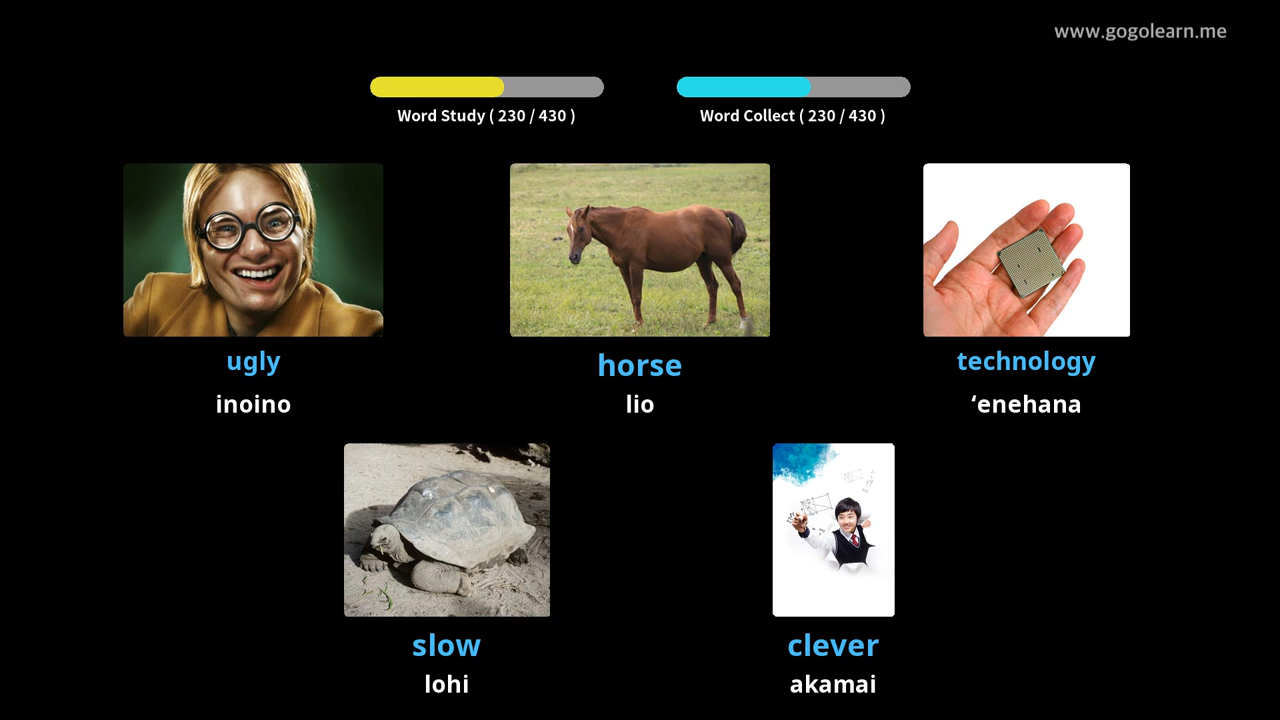 www.gogolearn.me
Word Study ( 230 / 430 )
Word Collect ( 230 / 430 )
ugly
inoino
horse
lio
technology
ʻenehana
slow
lohi
clever
akamai